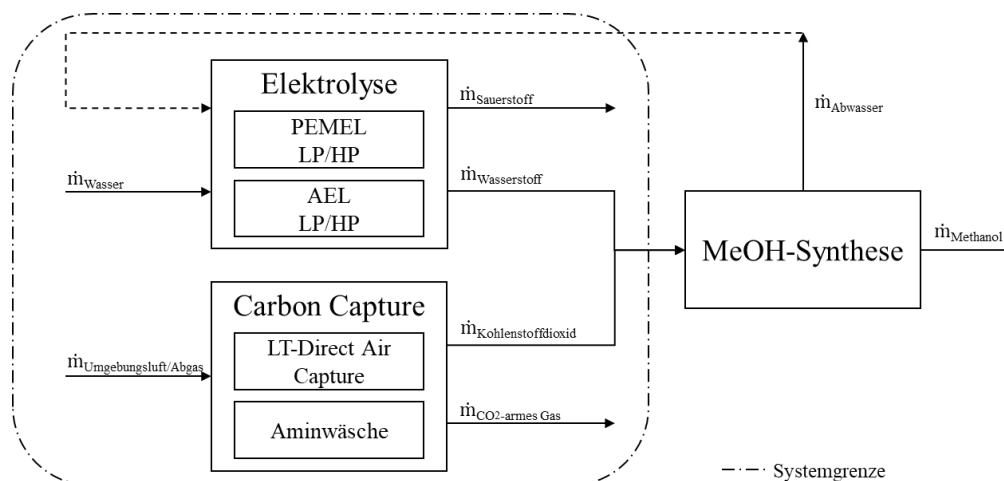 Elektrolyse
PEMEL
LP/HP
AEL
LP/HP
ṁSauerstoff
ṁWasserstoff
ṁWasser
ṁAbwasser
MeOH-Synthese
ṁMethanol
Carbon Capture
LT-Direct Air
Capture
Aminwäsche
ṁUmgebungsluft/Abgas
ṁKohlenstoffdioxid
ṁCO2-armes Gas
Systemgrenze